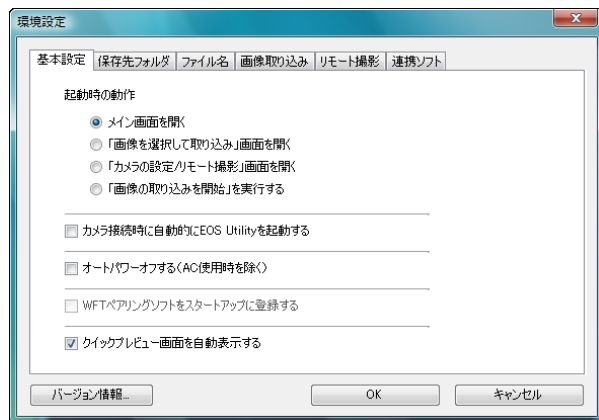 環境設定
基本設定 保存先フォルダ ファイル名 画像取り込み リモート撮影 連携ソフト
起動時の動作
メイン画面を開く
「画像を選択して取り込み」画面を開く
「カメラの設定/リモート撮影」画面を開く
「画像の取り込みを開始」を実行する
カメラ接続時に自動的にEOS Utilityを起動する
オートパワーオフする(AC使用時を除く)
WFTペアリングソフトをスタートアップに登録する
クイックプレビュー画面を自動表示する
バージョン情報... OK キャンセル